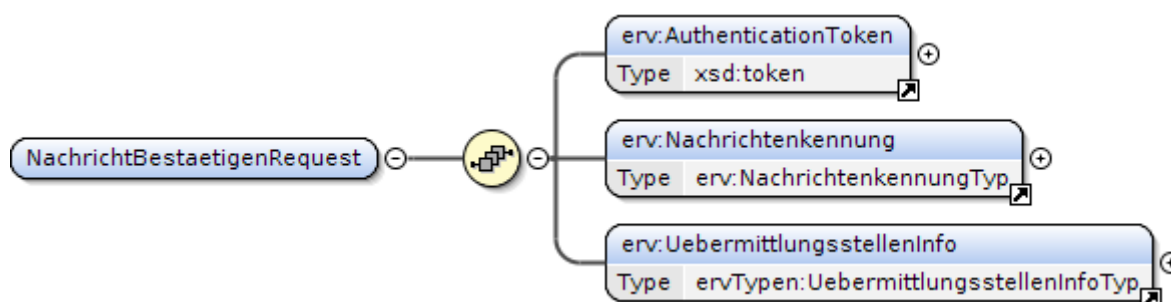 erv:AuthenticationToken
Type xsd:token
NachrichtBestaetigenRequest
erv:Nachrichtenkennung
Type erv:NachrichtenkennungTyp
erv:UebermittlungsstellenInfo
Type ervTypen:UebermittlungsstellenInfoTyp